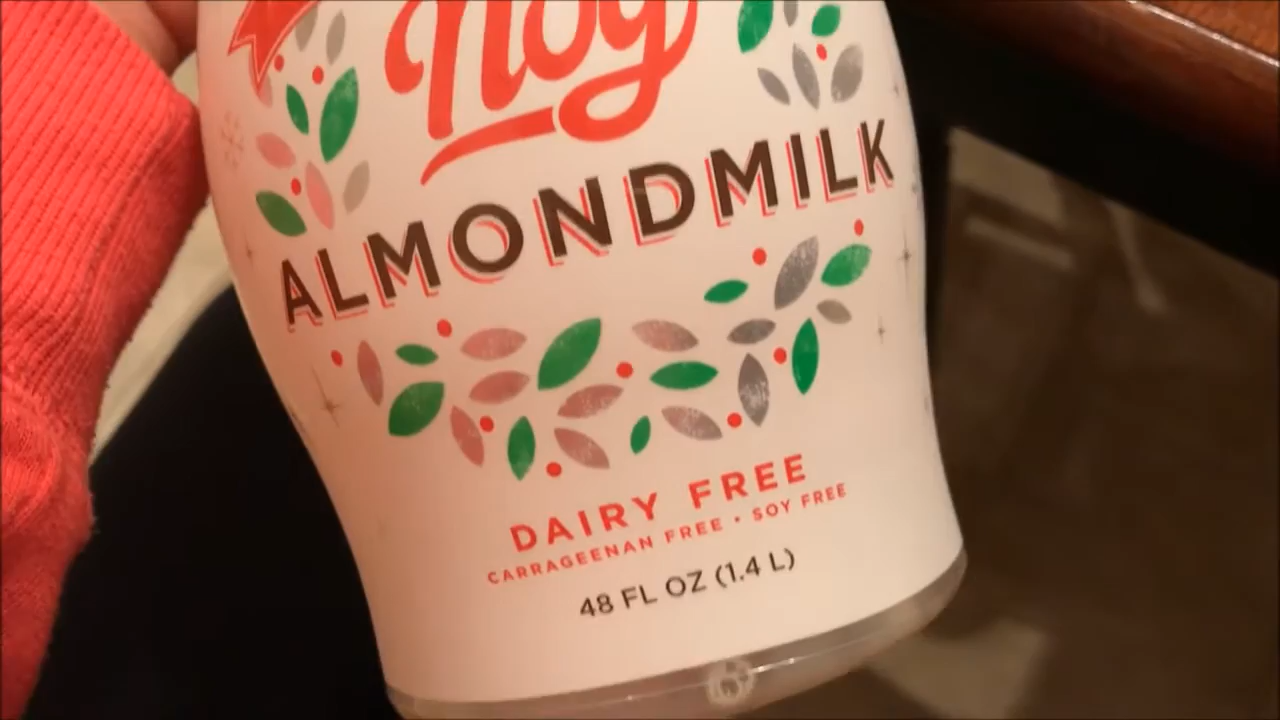 Nog
ALMONDMILK
DAIRY FREE
CARRAGEENAN FREE • SOY FREE
48 FL OZ (1.4 L)